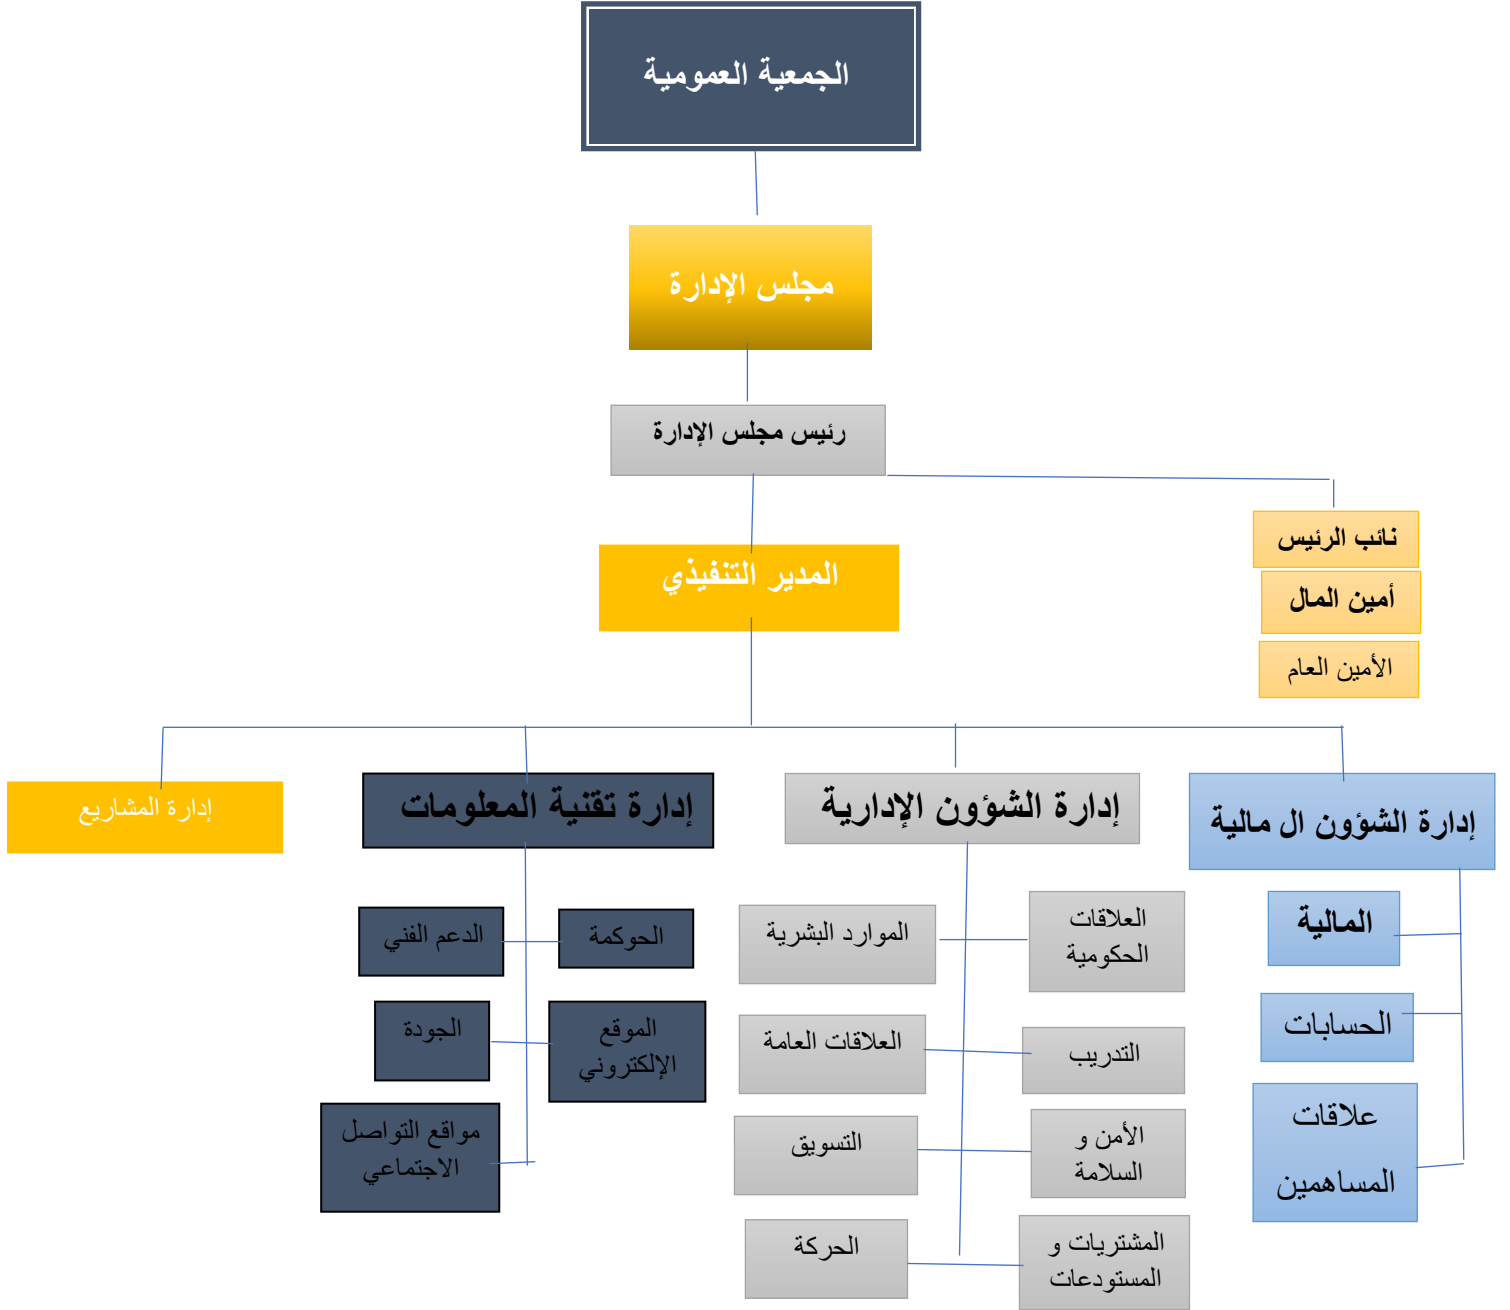 الجمعية العمومية
مجلس الإدارة
رئيس مجلس الإدارة
نائب الرئيس
المدير التنفيذي
أمين المال
الأمين العام
إدارة الشؤون ال مالية
إدارة الشؤون الإدارية
إدارة تقنية المعلومات
إدارة المشاريع
المالية
الحسابات
علاقات
المساهمين
العلاقات
الحكومية
الموارد البشرية
التدريب
العلاقات العامة
الأمن و
السلامة
التسويق
المشتريات و
المستودعات
الحركة
الحوكمة
الدعم الفني
الموقع
الإلكتروني
الجودة
مواقع التواصل
الاجتماعي